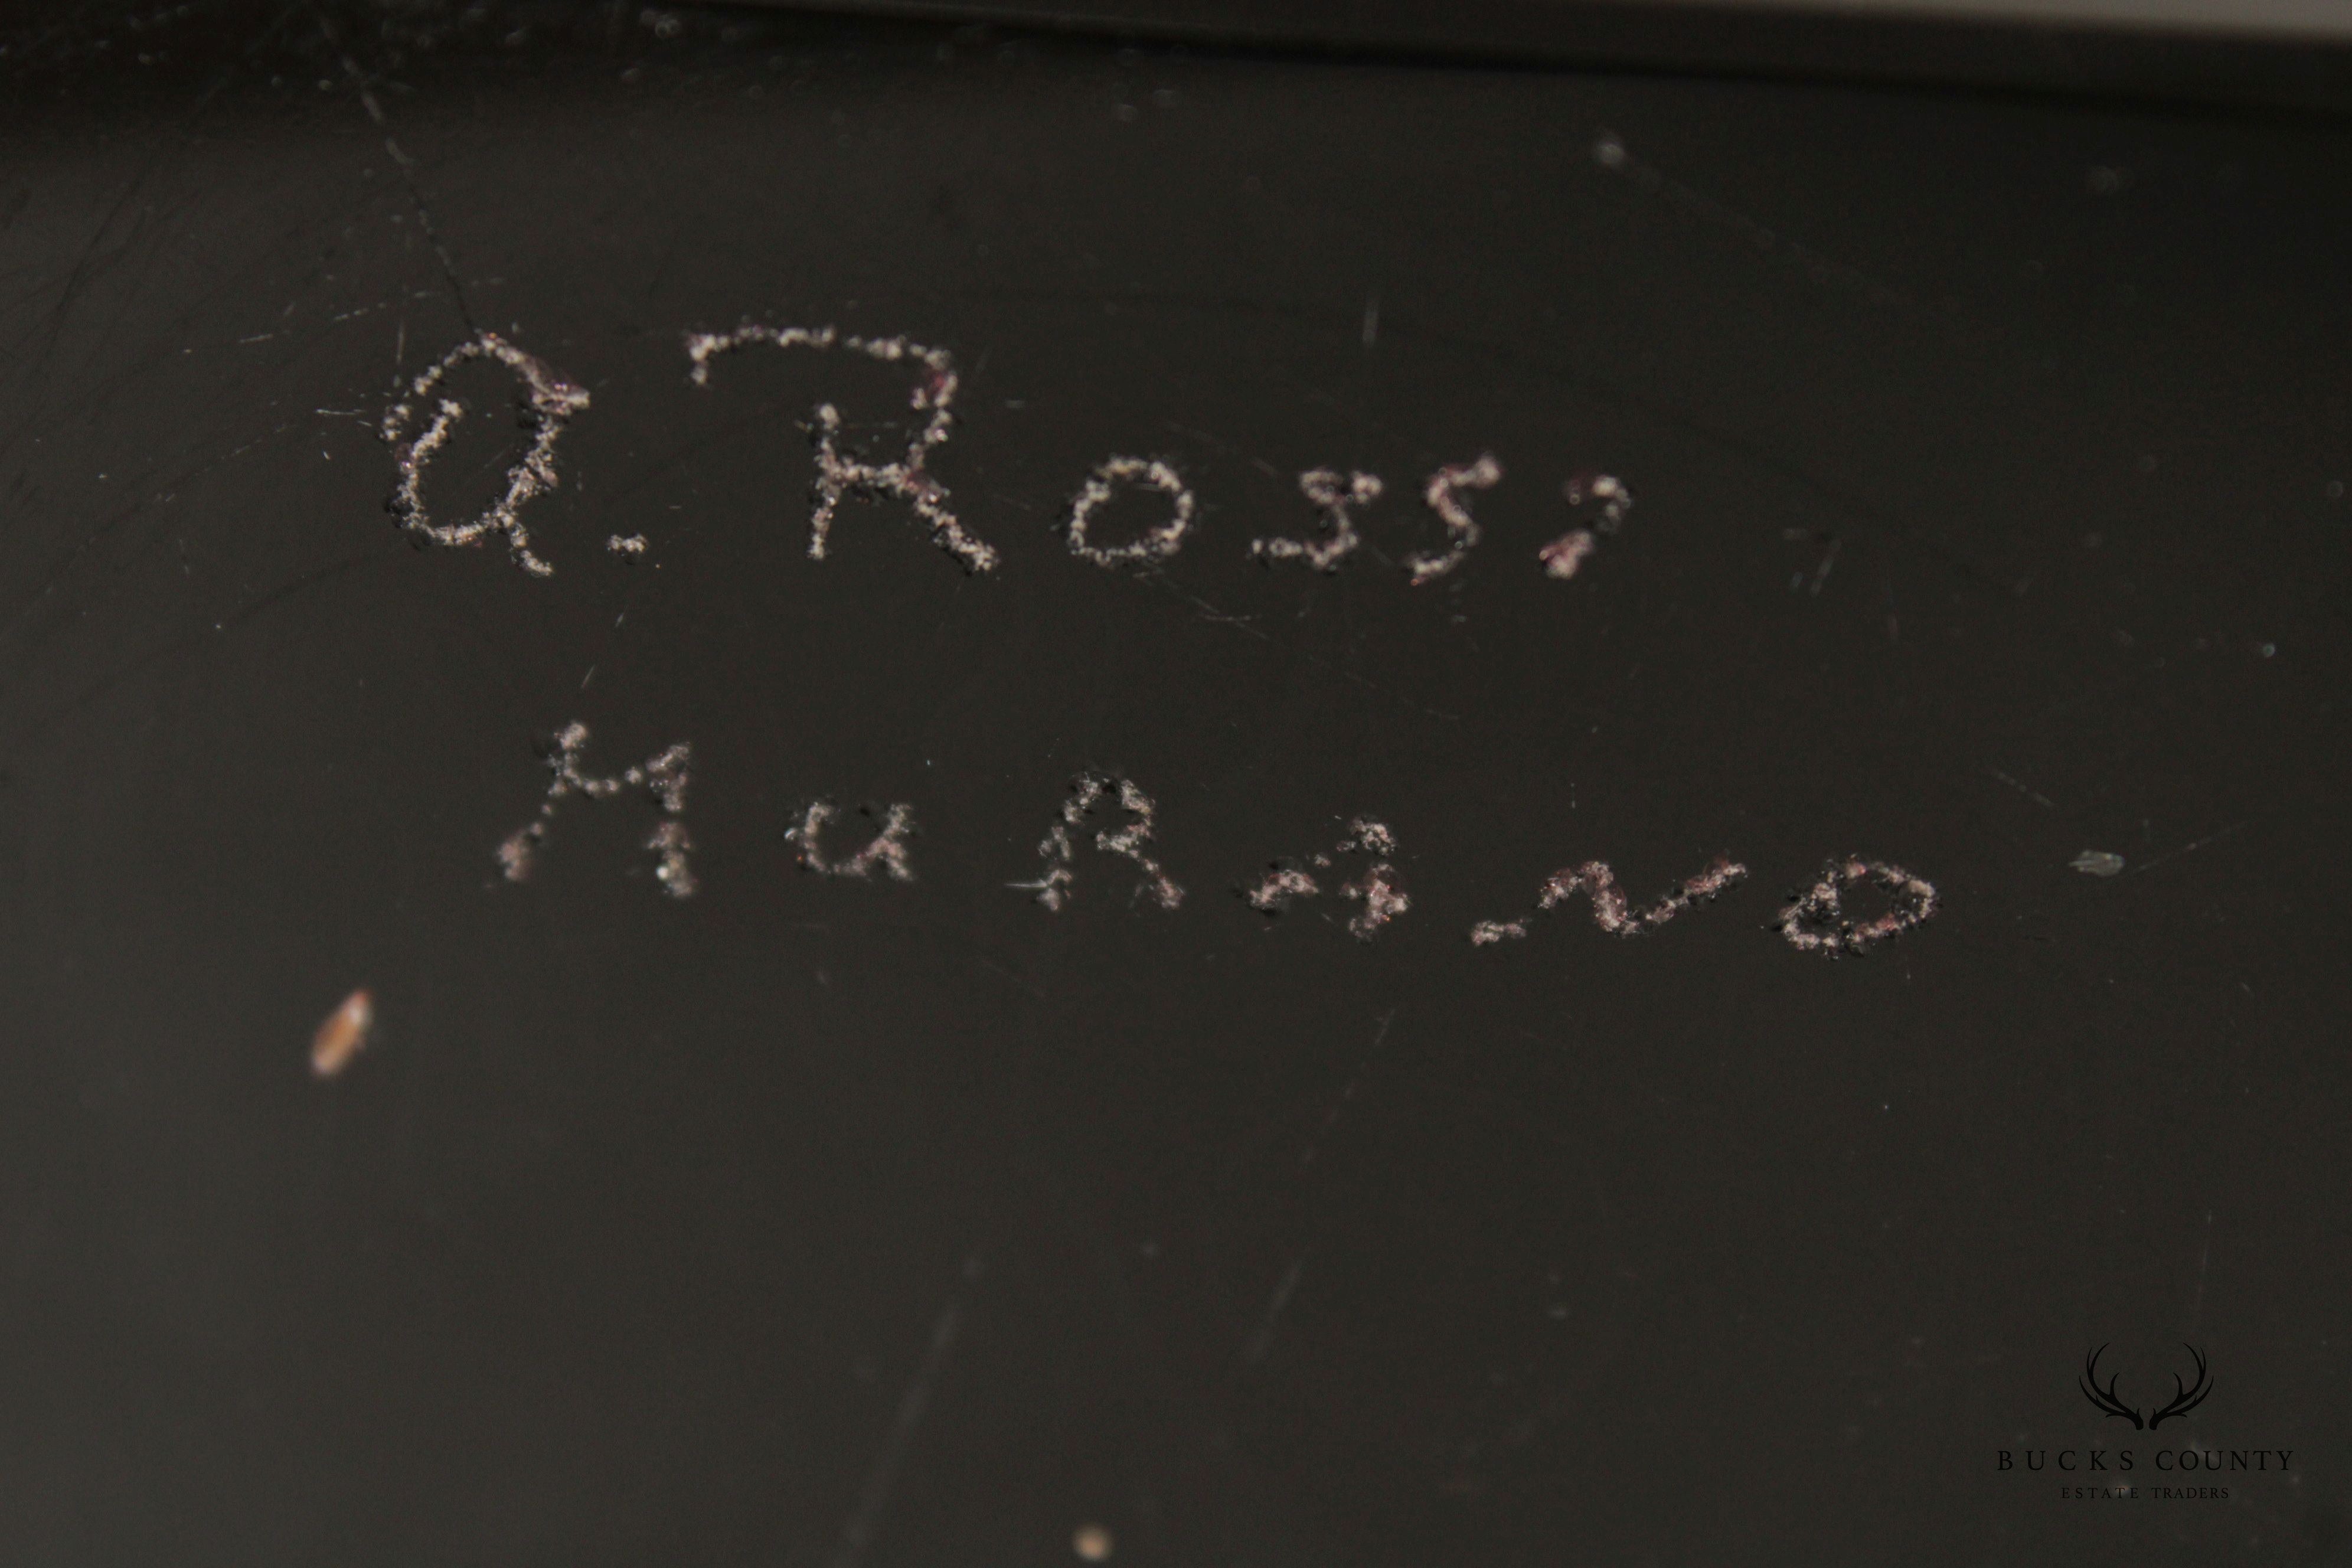 a. Rossi
MuRANO
BUCKS COUNTY
ESTATE TRADERS